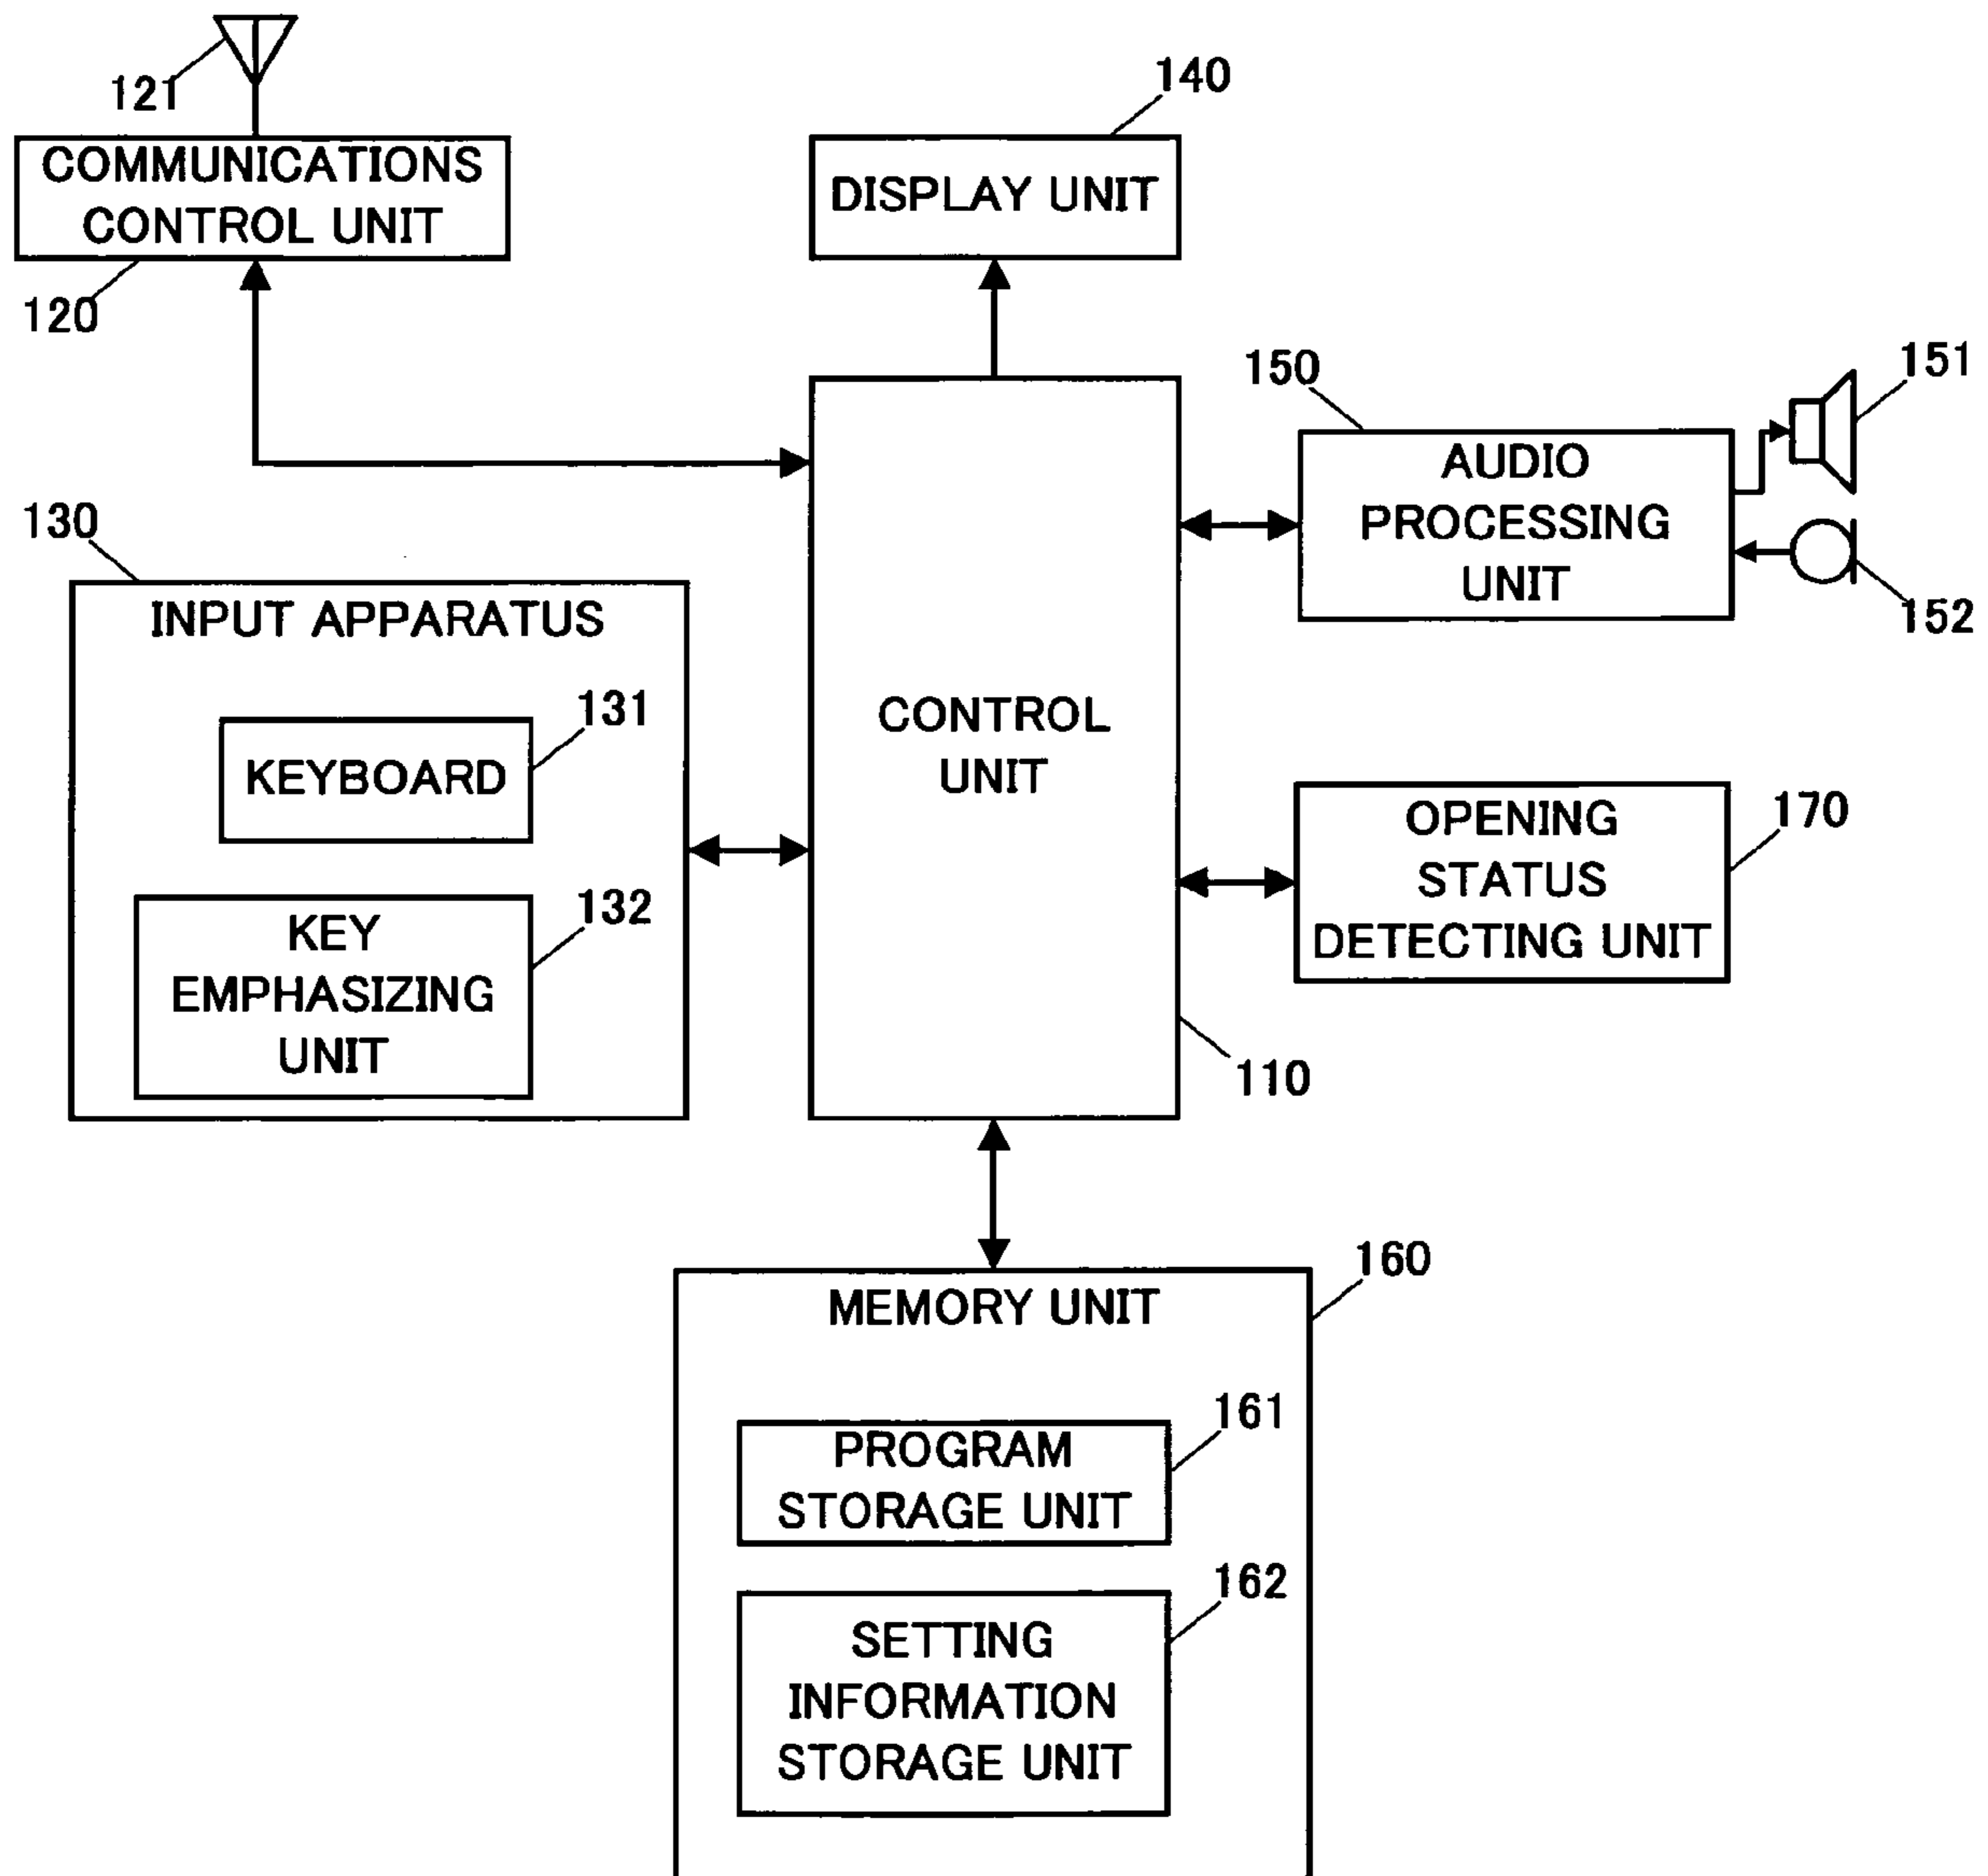 121
COMMUNICATIONS
CONTROL UNIT
120
140
DISPLAY UNIT
150
AUDIO
PROCESSING
UNIT
151
152
130
INPUT APPARATUS
131
KEYBOARD
132
KEY
EMPHASIZING
UNIT
CONTROL
UNIT
110
OPENING
STATUS
DETECTING UNIT
170
160
MEMORY UNIT
161
PROGRAM
STORAGE UNIT
162
SETTING
INFORMATION
STORAGE UNIT